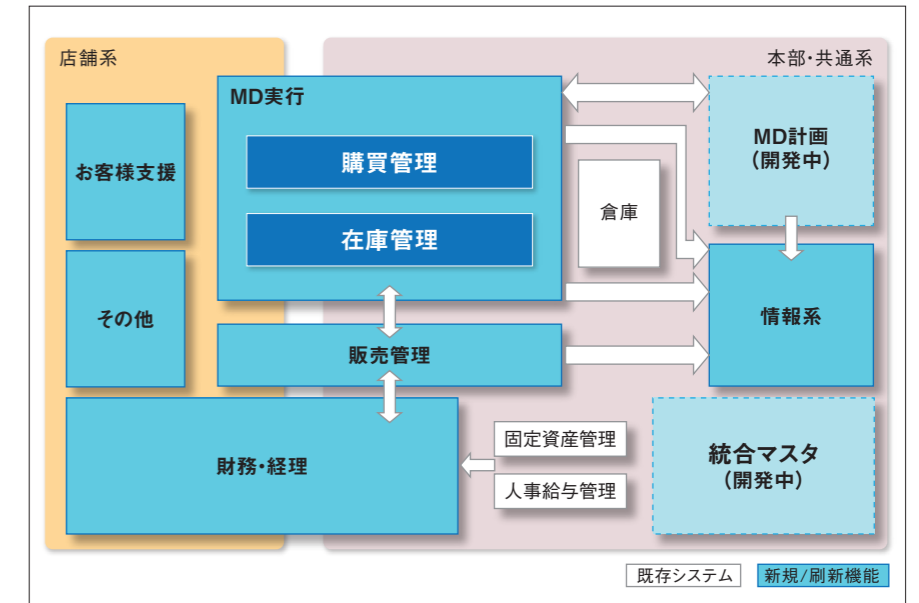 店舗系
本部・共通系
MD実行
購買管理
在庫管理
お客様支援
その他
倉庫
MD計画
(開発中)
情報系
販売管理
財務・経理
固定資産管理
人事給与管理
統合マスタ
(開発中)
既存システム
新規/刷新機能